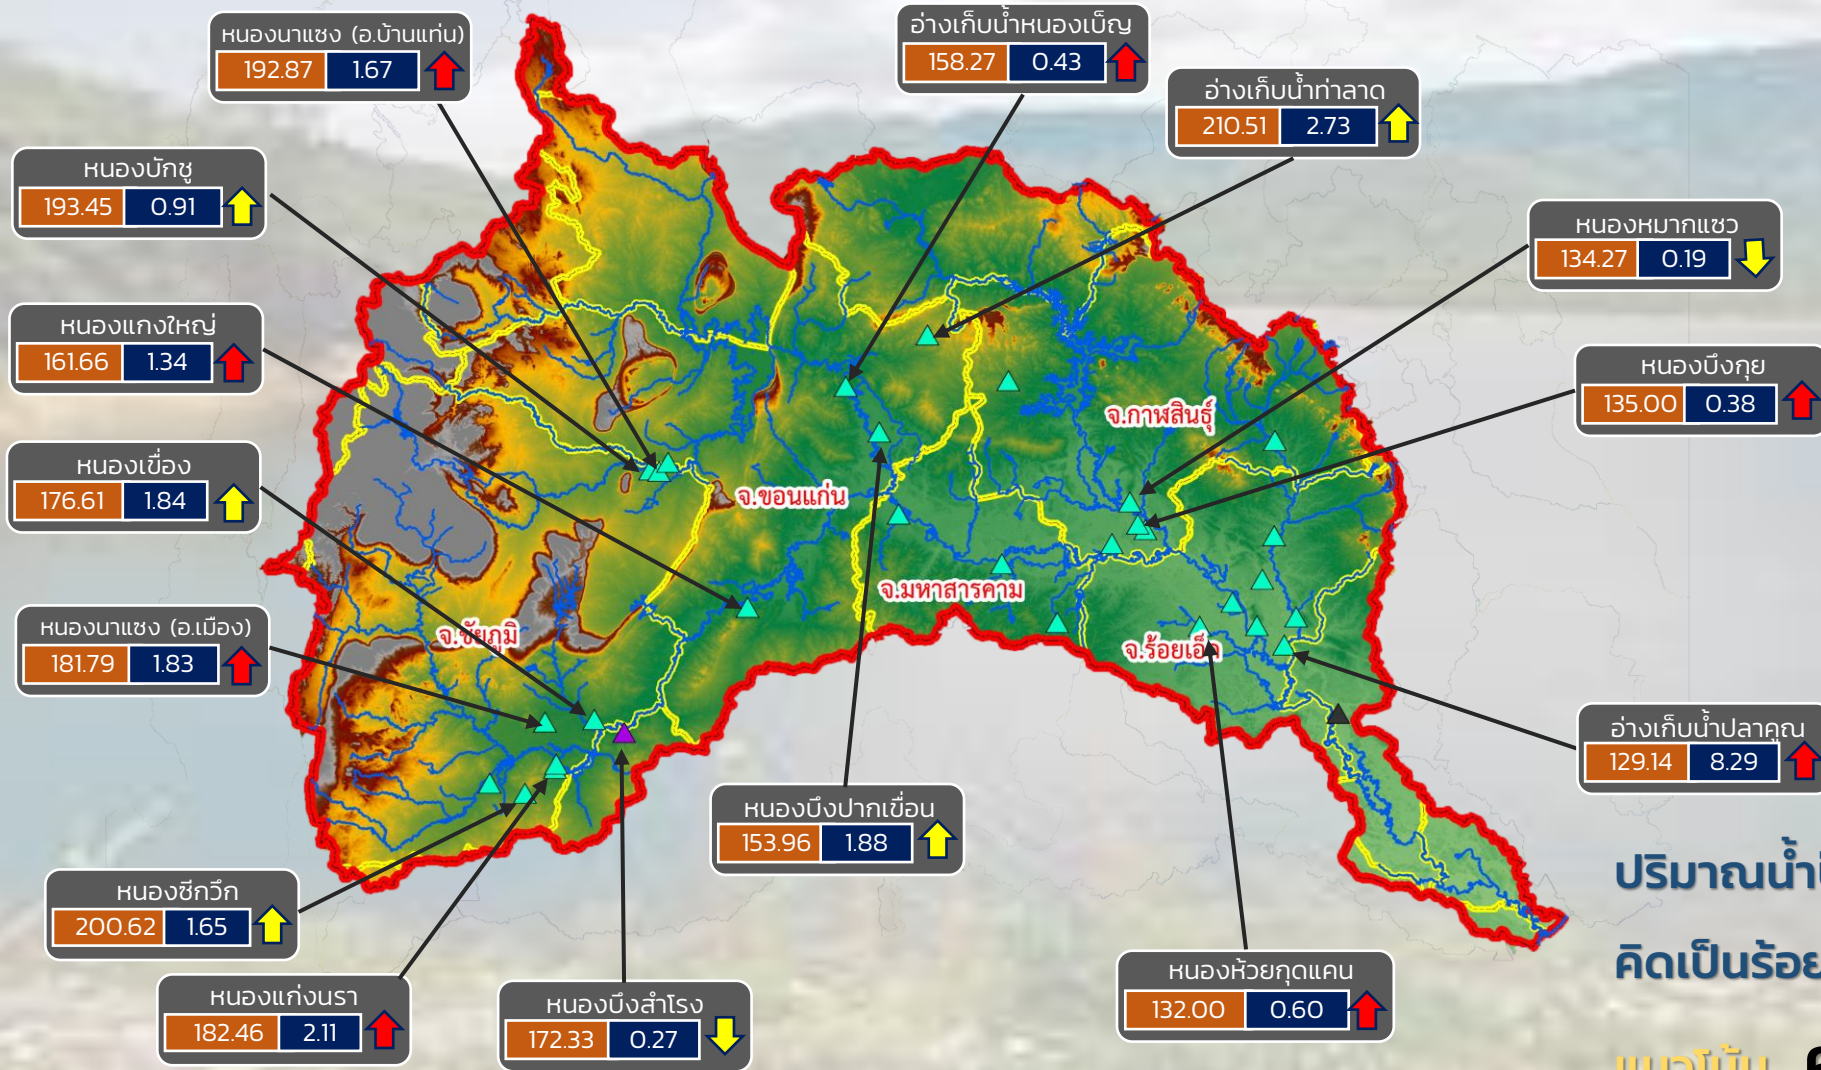 หนองนาแซง (อ.บ้านแท่น)
192.87 1.67
อ่างเก็บน้ำหนองเบ็ญ
158.27 0.43
อ่างเก็บน้ำท่าลาด
210.51 2.73
หนองบักซู
193.45 0.91
หนองหมากแซว
134.27 0.19
หนองแกงใหญ่
161.66 1.34
หนองบึงกุย
135.00 0.38
จ.กาฬสินธุ์
หนองเขื่อง
176.61 1.84
จ.ขอนแก่น
จ.มหาสารคาม
หนองนาแซง (อ.เมือง)
181.79 1.83
จ.ชัยภูมิ
จ.ร้อยเอ็ด
อ่างเก็บน้ำปลาคูณ
129.14 8.29
หนองบึงปากเขื่อน
153.96 1.88
ปริมาณน้ำ
หนองซีกวึก
200.62 1.65
คิดเป็นร้อย
หนองห้วยกุดแคน
132.00 0.60
หนองแก่งนรา
182.46 2.11
หนองบึงสำโรง
172.33 0.27
แนวโน้ม